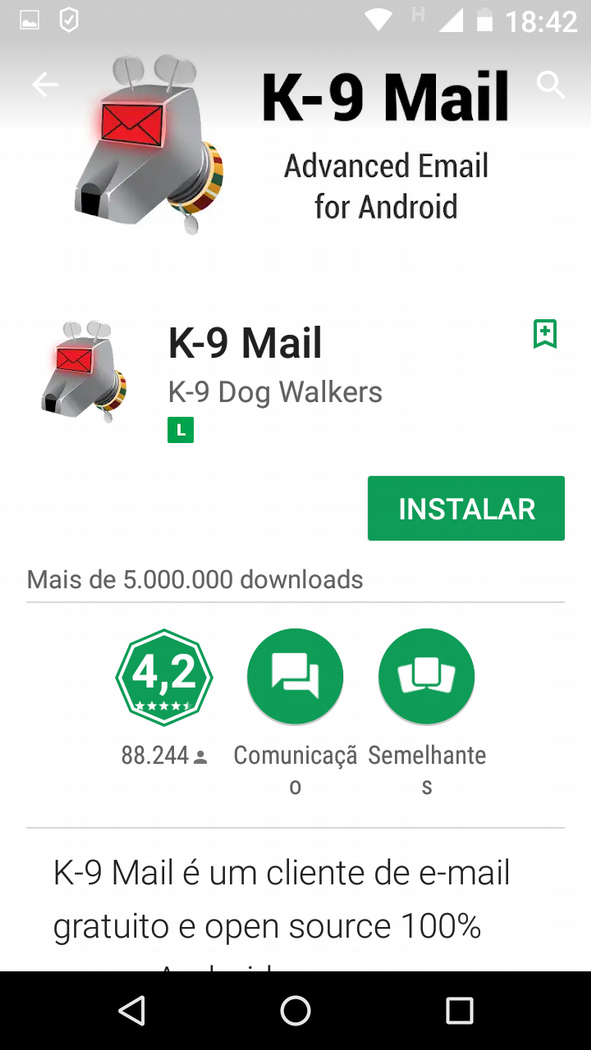 H
18:42
K-9 Mail
Advanced Email
for Android
K-9 Mail
K-9 Dog Walkers
L
INSTALAR
Mais de 5.000.000 downloads
4,2
88.244
Comunicaçã
o
Semelhante
s
K-9 Mail é um cliente de e-mail
gratuito e open source 100%